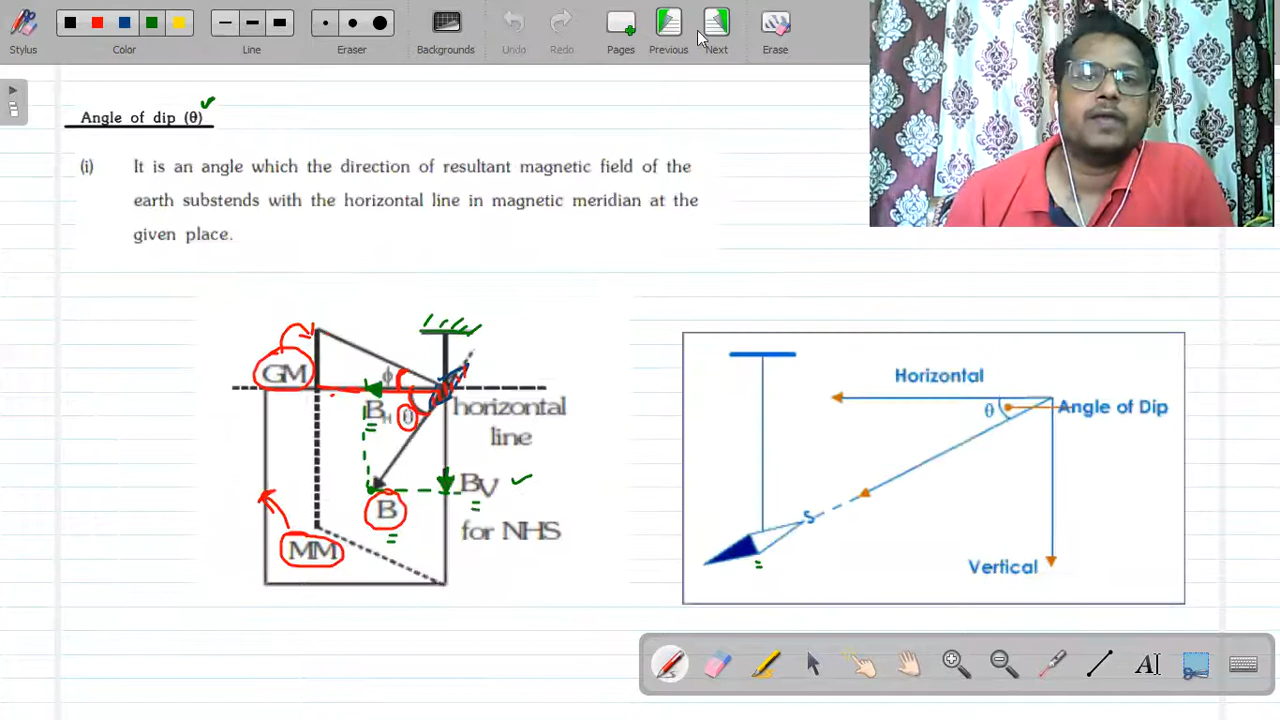 Stylus
Color
Line
Eraser
Backgrounds
Undo
Redo
Pages
Previous
Next
Erase
Angle of dip (θ)
(i) It is an angle which the direction of resultant magnetic field of the
earth substends with the horizontal line in magnetic meridian at the
given place.
GM
ϕ
BH
θ
horizontal
line
BV
B
for NHS
MM
Horizontal
θ
Angle of Dip
S
Vertical